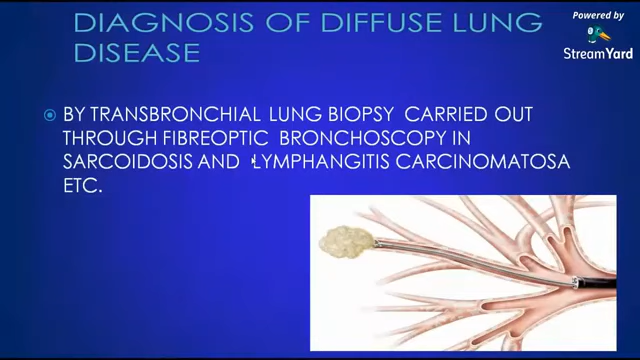 DIAGNOSIS OF DIFFUSE LUNG
DISEASE
Powered by
StreamYard
BY TRANSBRONCHIAL LUNG BIOPSY CARRIED OUT
THROUGH FIBREOPTIC BRONCHOSCOPY IN
SARCOIDOSIS AND LYMPHANGITIS CARCINOMATOSA
ETC.